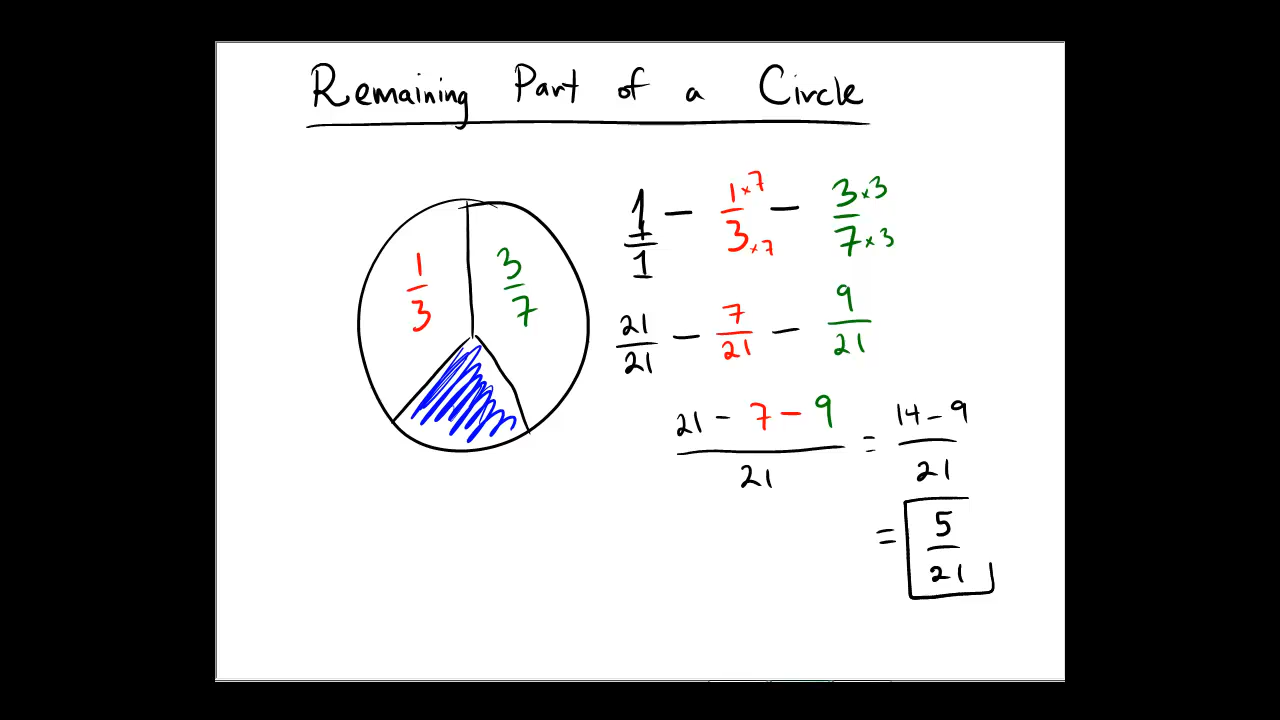 Remaining Part of a Circle
1/3 3/7
1/1 - 1×7/3×7 - 3×3/7×3
21/21 - 7/21 - 9/21
21 - 7 - 9/21 = 14 - 9/21
= 5/21